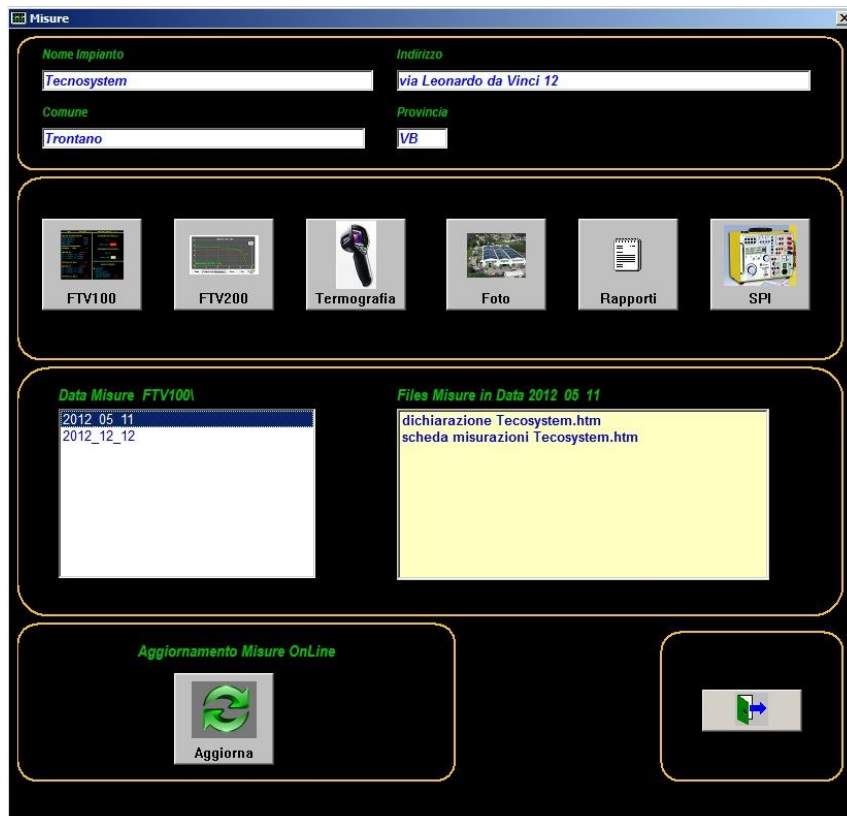 Misure
Nome Impianto
Indirizzo
Tecnosystem
via Leonardo da Vinci 12
Comune
Provincia
Trontano
VB
FTV100
FTV200
Termografia
Foto
Rapporti
SPI
Data Misure FTV100\
Files Misure in Data 2012 05 11
2012 05 11
2012_12_12
dichiarazione Tecosystem.htm
scheda misurazioni Tecosystem.htm
Aggiornamento Misure OnLine
Aggiorna